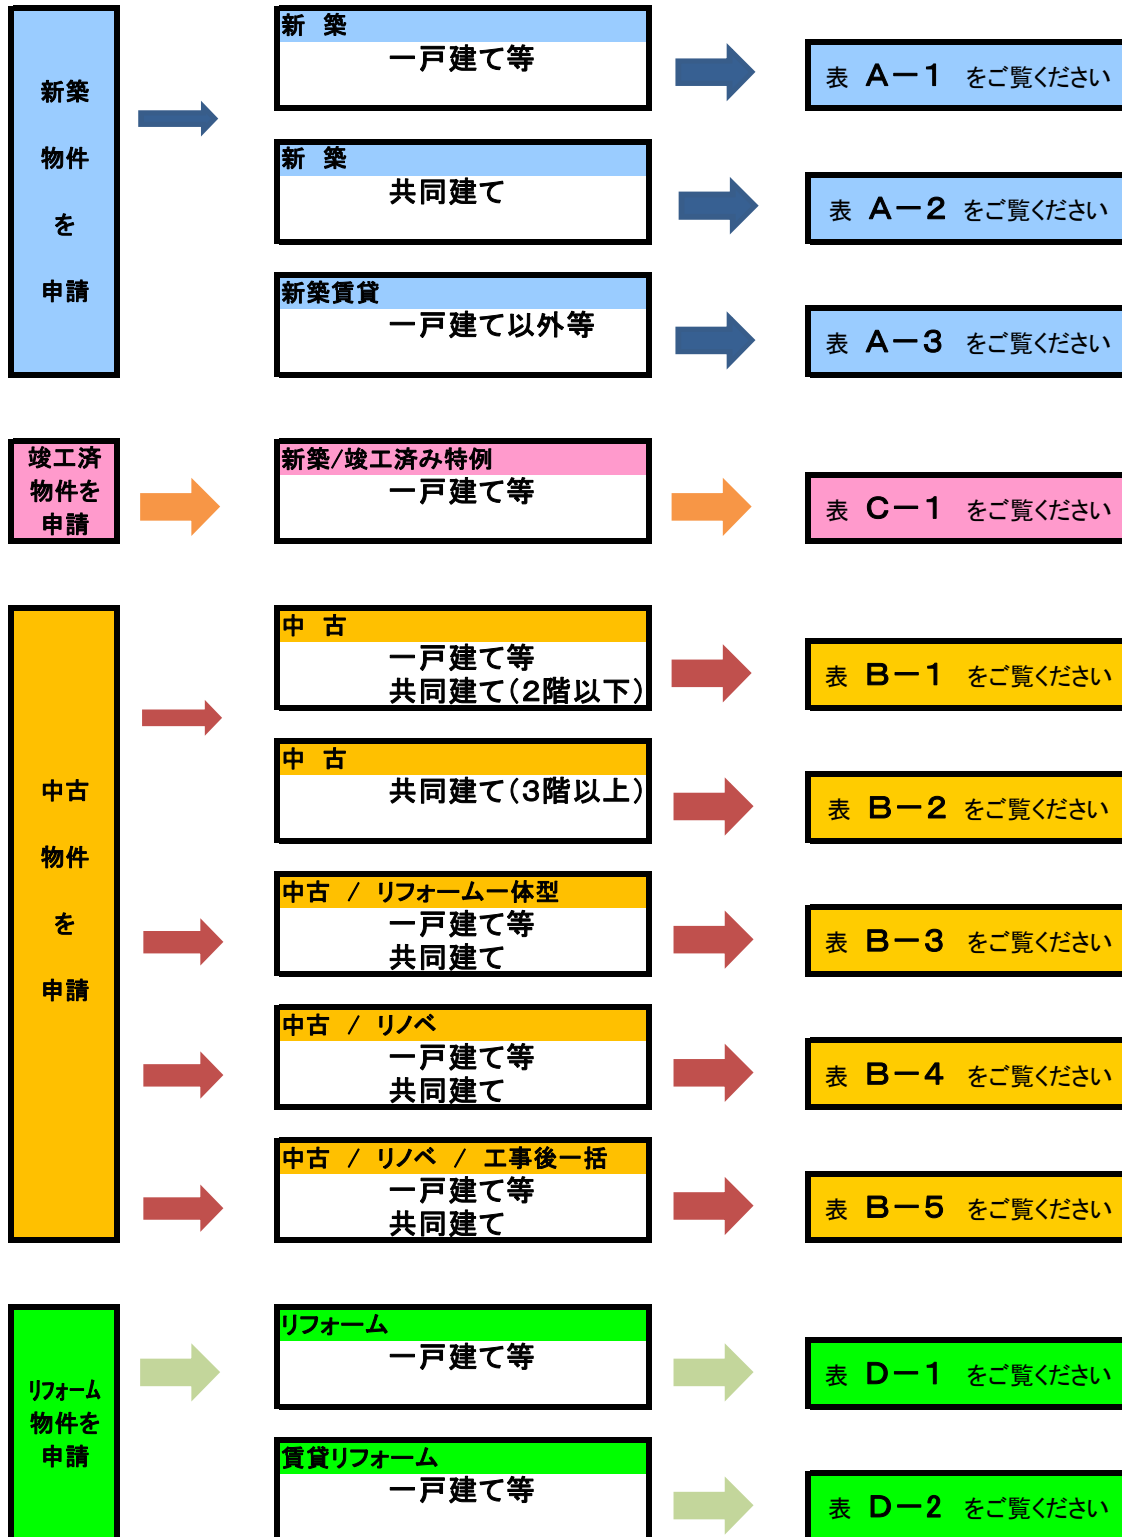 新築
物件
を
申請
新　築
一戸建て等
表 Ａ－１ をご覧ください
新　築
共同建て
表 Ａ－２ をご覧ください
新築賃貸
一戸建て以外等
表 Ａ－３ をご覧ください
竣工済
物件を
申請
新築/竣工済み特例
一戸建て等
表 Ｃ－１ をご覧ください
中古
物件
を
申請
中　古
一戸建て等
共同建て（２階以下）
表 Ｂ－１ をご覧ください
中　古
共同建て（３階以上）
表 Ｂ－２ をご覧ください
中古 / リフォーム一体型
一戸建て等
共同建て
表 Ｂ－３ をご覧ください
中古 / リノベ
一戸建て等
共同建て
表 Ｂ－４ をご覧ください
中古 / リノベ / 工事後一括
一戸建て等
共同建て
表 Ｂ－５ をご覧ください
リフォーム
物件を
申請
リフォーム
一戸建て等
表 Ｄ－１ をご覧ください
賃貸リフォーム
一戸建て等
表 Ｄ－２ をご覧ください